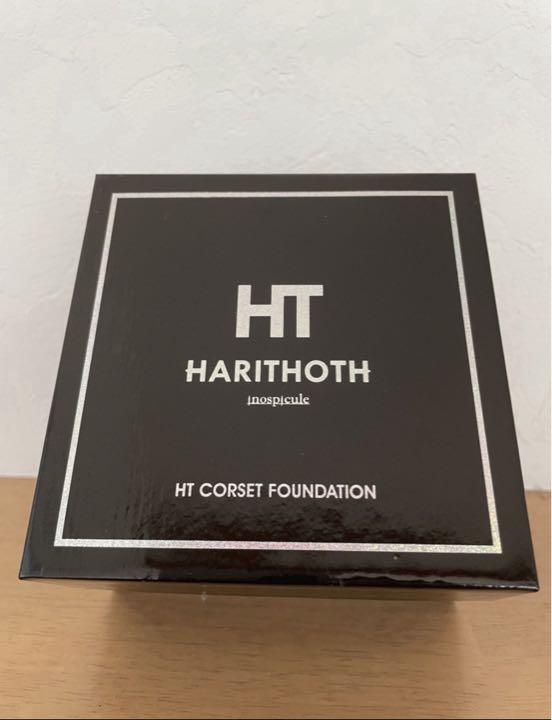 HT
HARITHOTH
inospicule
HT CORSET FOUNDATION